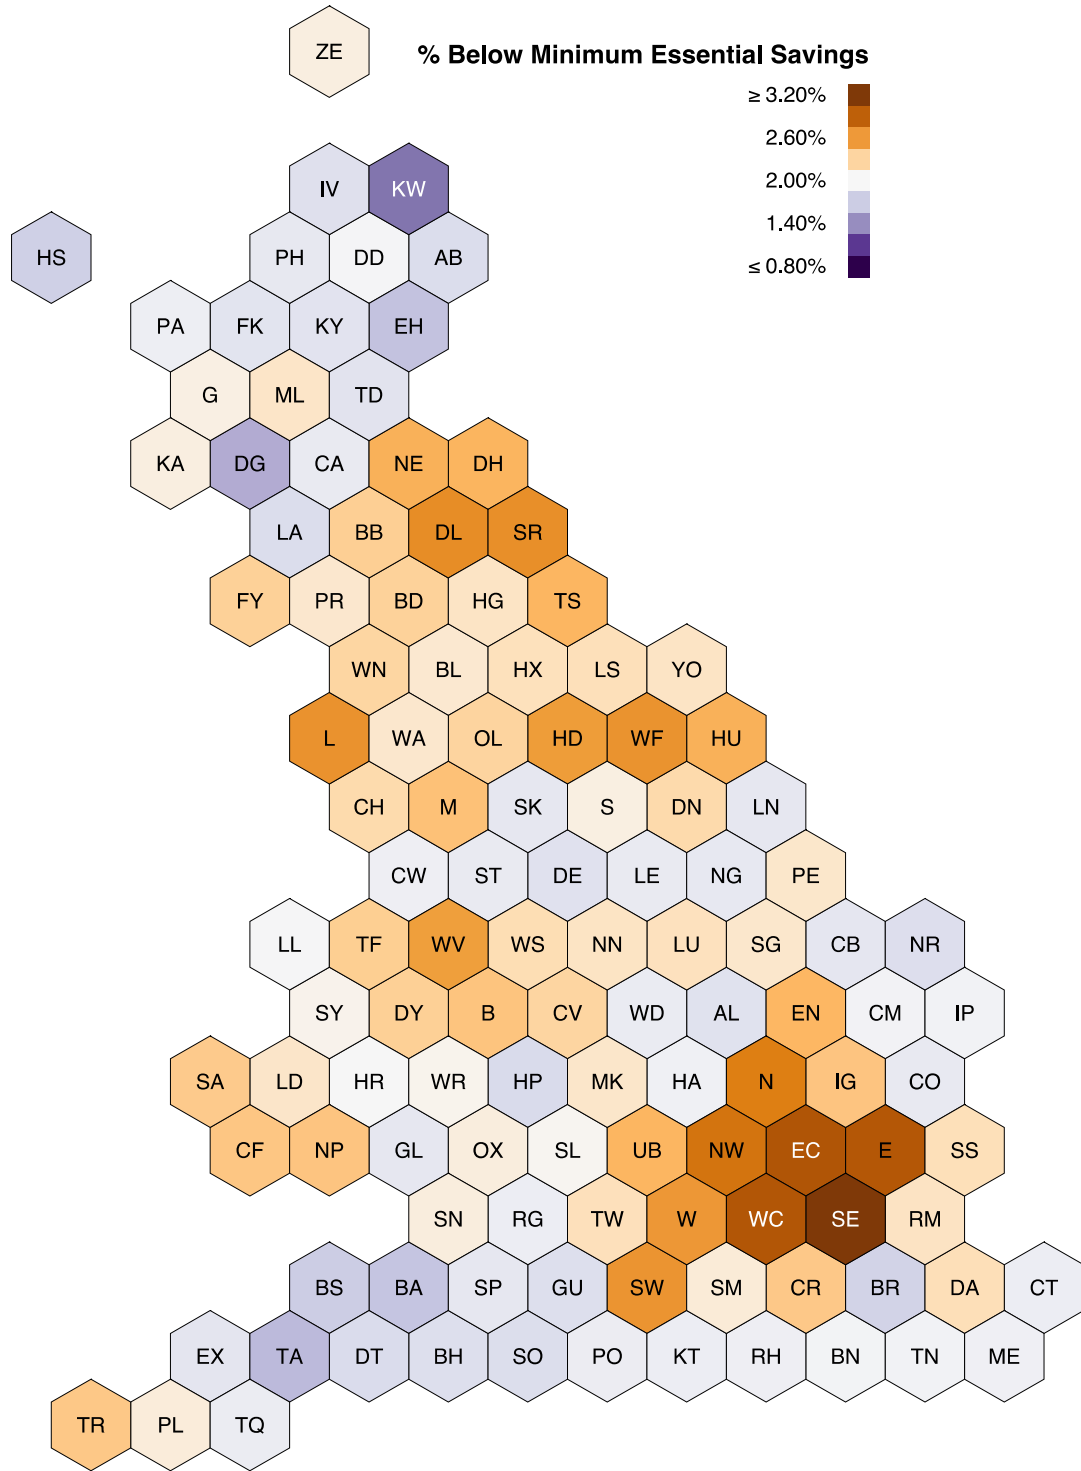 ZE
% Below Minimum Essential Savings
≥ 3.20%
2.60%
2.00%
1.40%
≤ 0.80%
IV KW
HS PH DD AB
PA FK KY EH
G ML TD
KA DG CA NE DH
LA BB DL SR
FY PR BD HG TS
WN BL HX LS YO
L WA OL HD WF HU
CH M SK S DN LN
CW ST DE LE NG PE
LL TF WV WS NN LU SG CB NR
SY DY B CV WD AL EN CM IP
SA LD HR WR HP MK HA N IG CO
CF NP GL OX SL UB NW EC E SS
SN RG TW W WC SE RM
BS BA SP GU SW SM CR BR DA CT
EX TA DT BH SO PO KT RH BN TN ME
TR PL TQ